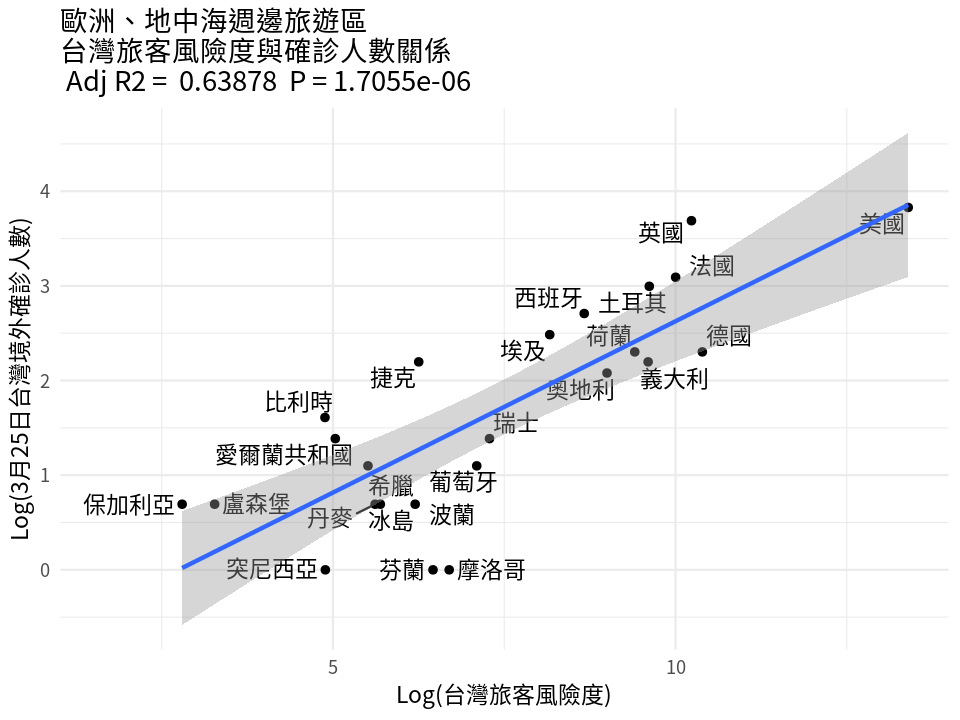 歐洲、地中海週邊旅遊區
台灣旅客風險度與確診人數關係
Adj R2 = 0.63878 P = 1.7055e-06
Log(3月25日台灣境外確診人數)
4
3
2
1
0
美國
英國
法國
土耳其
西班牙
荷蘭
德國
埃及
義大利
捷克
奧地利
比利時
瑞士
愛爾蘭共和國
希臘
葡萄牙
保加利亞
盧森堡
丹麥
冰島
波蘭
突尼西亞
芬蘭
摩洛哥
5
10
Log(台灣旅客風險度)